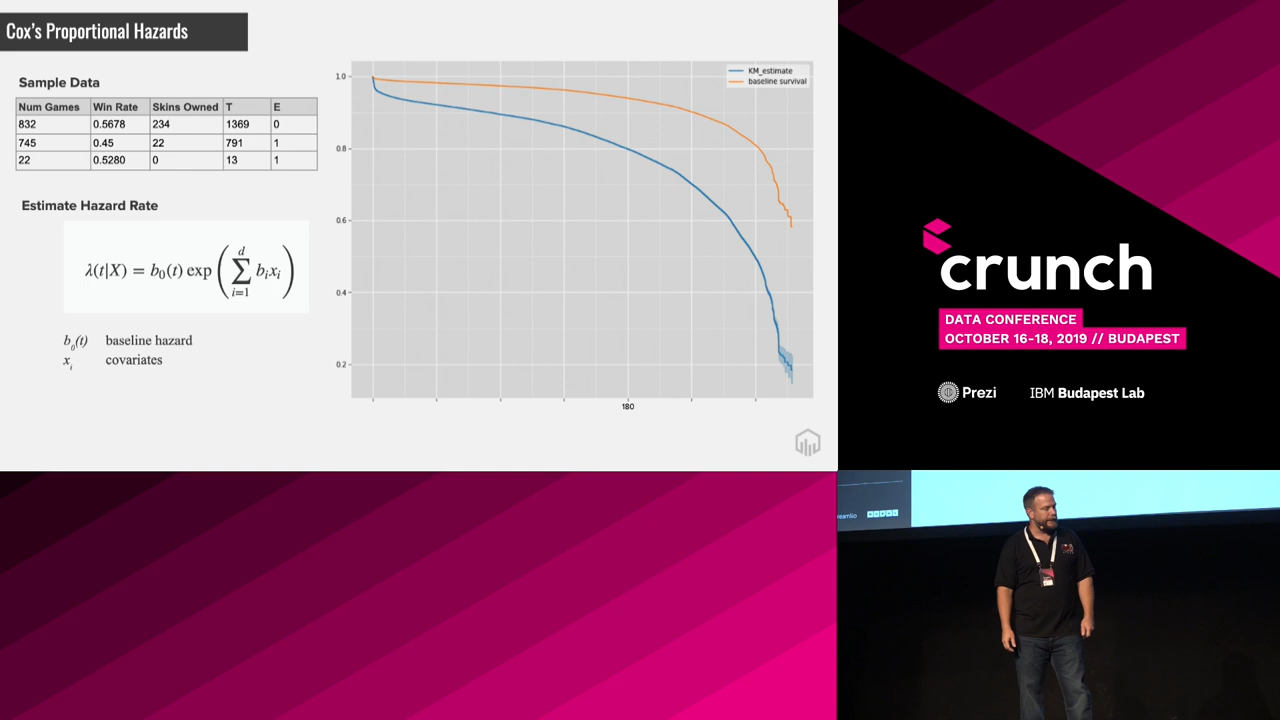 Cox's Proportional Hazards
Sample Data
Num Games Win Rate Skins Owned T E
832 0.5678 234 1369 0
745 0.45 22 791 1
22 0.5280 0 13 1
Estimate Hazard Rate
λ(t|X) = b₀(t) exp(∑ᵢ₌₁ᵈ bᵢxᵢ)
b₀(t) baseline hazard
xᵢ covariates
KM_estimate
baseline survival
1.0
0.8
0.6
0.4
0.2
180
crunch
DATA CONFERENCE
OCTOBER 16-18, 2019 // BUDAPEST
Prezi IBM Budapest Lab